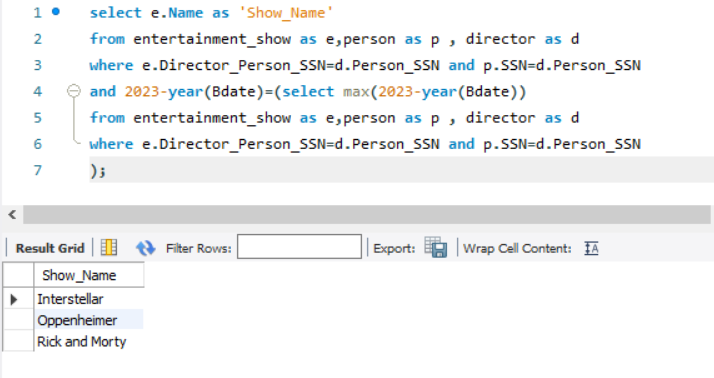 1 select e.Name as 'Show_Name'
2 from entertainment_show as e,person as p , director as d
3 where e.Director_Person_SSN=d.Person_SSN and p.SSN=d.Person_SSN
4 and 2023-year(Bdate)=(select max(2023-year(Bdate))
5 from entertainment_show as e,person as p , director as d
6 where e.Director_Person_SSN=d.Person_SSN and p.SSN=d.Person_SSN
7 );
Result Grid Filter Rows: Export: Wrap Cell Content: IA
Show_Name
Interstellar
Oppenheimer
Rick and Morty